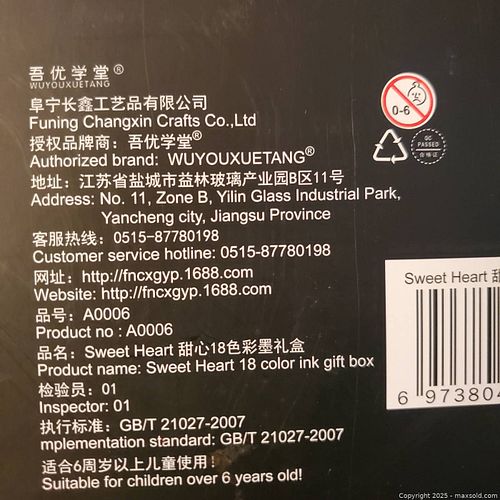 吾优学堂®
WUYOUXUETANG
阜宁长鑫工艺品有限公司
Funing Changxin Crafts Co.,Ltd
授权品牌商：吾优学堂®
Authorized brand: WUYOUXUETANG®
地址：江苏省盐城市益林玻璃产业园B区11号
Address: No. 11, Zone B, Yilin Glass Industrial Park,
Yancheng city, Jiangsu Province
客服热线：0515-87780198
Customer service hotline: 0515-87780198
网址：http://fncxgyp.1688.com
Website: http://fncxgyp.1688.com
品号：A0006
Product no : A0006
品名：Sweet Heart 甜心18色彩墨礼盒
Product name: Sweet Heart 18 color ink gift box
检验员：01
Inspector: 01
执行标准：GB/T 21027-2007
mplementation standard: GB/T 21027-2007
适合6周岁以上儿童使用！
Suitable for children over 6 years old!
0-6
QC
PASSED
合格证
Sweet Heart 甜
6 973804
Copyright 2025 - maxsold.com